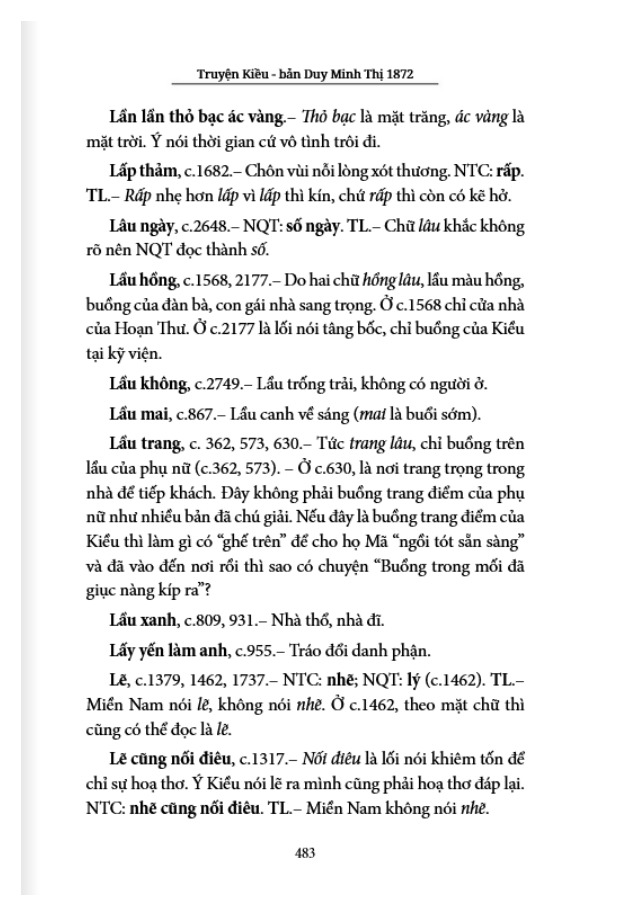 Truyện Kiều - bản Duy Minh Thị 1872
Lần lần thỏ bạc ác vàng.– Thỏ bạc là mặt trăng, ác vàng là
mặt trời. Ý nói thời gian cứ vô tình trôi đi.
Lấp thảm, c.1682.– Chôn vùi nỗi lòng xót thương. NTC: rấp.
TL.– Rấp nhẹ hơn lấp vì lấp thì kín, chứ rấp thì còn có kẽ hở.
Lâu ngày, c.2648.– NQT: số ngày. TL.– Chữ lâu khắc không
rõ nên NQT đọc thành số.
Lầu hồng, c.1568, 2177.– Do hai chữ hồng lâu, lầu màu hồng,
buồng của đàn bà, con gái nhà sang trọng. Ở c.1568 chỉ cửa nhà
của Hoạn Thư. Ở c.2177 là lối nói tâng bốc, chỉ buồng của Kiều
tại kỹ viện.
Lầu không, c.2749.– Lầu trống trải, không có người ở.
Lầu mai, c.867.– Lầu canh về sáng (mai là buổi sớm).
Lầu trang, c. 362, 573, 630.– Tức trang lâu, chỉ buồng trên
lầu của phụ nữ (c.362, 573). – Ở c.630, là nơi trang trọng trong
nhà để tiếp khách. Đây không phải buồng trang điểm của phụ
nữ như nhiều bản đã chú giải. Nếu đây là buồng trang điểm của
Kiều thì làm gì có “ghế trên” để cho họ Mã “ngồi tót sẵn sàng”
và đã vào đến nơi rồi thì sao có chuyện “Buồng trong mối đã
giục nàng kíp ra”?
Lầu xanh, c.809, 931.– Nhà thổ, nhà đĩ.
Lấy yến làm anh, c.955.– Tráo đổi danh phận.
Lẽ, c.1379, 1462, 1737.– NTC: nhẽ; NQT: lý (c.1462). TL.–
Miền Nam nói lẽ, không nói nhẽ. Ở c.1462, theo mặt chữ thì
cũng có thể đọc là lẽ.
Lẽ cũng nối điêu, c.1317.– Nối điêu là lối nói khiêm tốn để
chỉ sự hoạ thơ. Ý Kiều nói lẽ ra mình cũng phải hoạ thơ đáp lại.
NTC: nhẽ cũng nối điêu. TL.– Miền Nam không nói nhẽ.
483